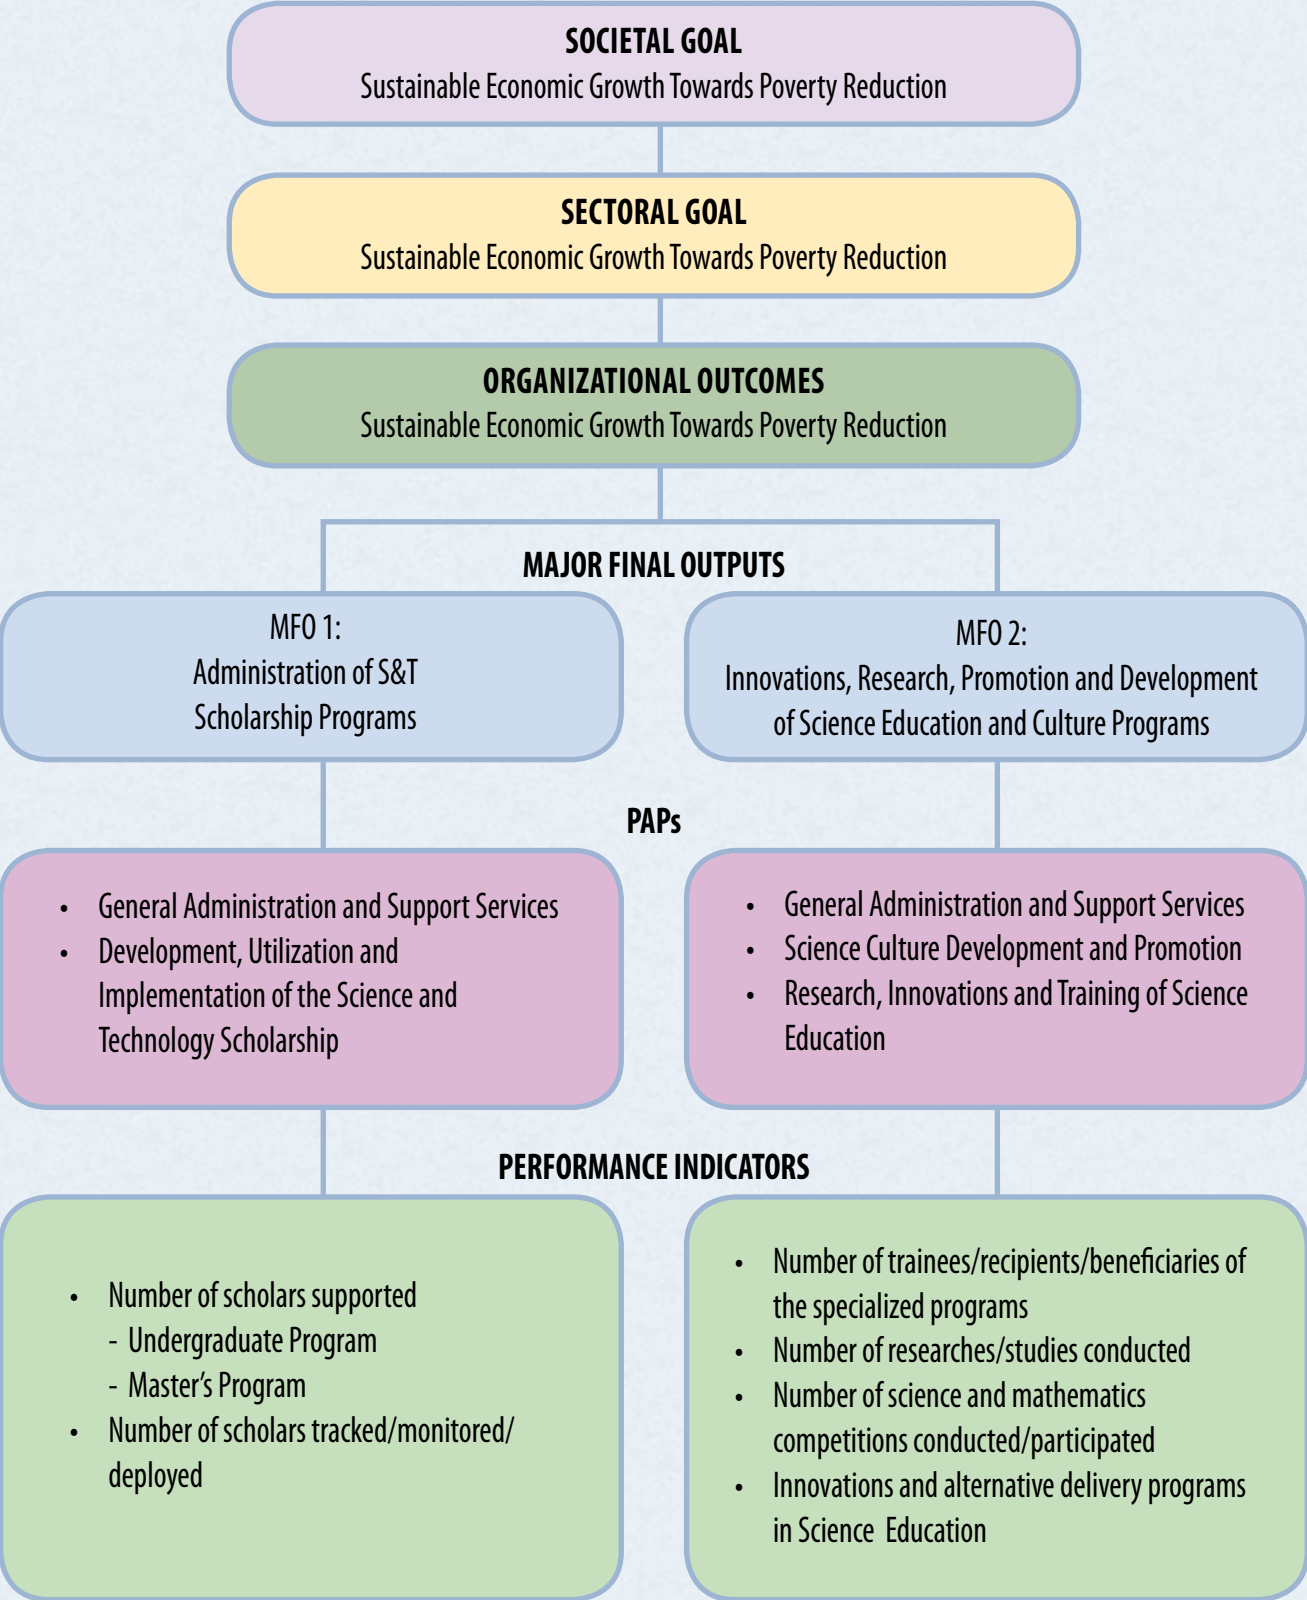 SOCIETAL GOAL
Sustainable Economic Growth Towards Poverty Reduction
SECTORAL GOAL
Sustainable Economic Growth Towards Poverty Reduction
ORGANIZATIONAL OUTCOMES
Sustainable Economic Growth Towards Poverty Reduction
MAJOR FINAL OUTPUTS
MFO 1:
Administration of S&T
Scholarship Programs
MFO 2:
Innovations, Research, Promotion and Development
of Science Education and Culture Programs
PAPs
• General Administration and Support Services
• Development, Utilization and
Implementation of the Science and
Technology Scholarship
• General Administration and Support Services
• Science Culture Development and Promotion
• Research, Innovations and Training of Science
Education
PERFORMANCE INDICATORS
• Number of scholars supported
- Undergraduate Program
- Master’s Program
• Number of scholars tracked/monitored/
deployed
• Number of trainees/recipients/beneficiaries of
the specialized programs
• Number of researches/studies conducted
• Number of science and mathematics
competitions conducted/participated
• Innovations and alternative delivery programs
in Science Education